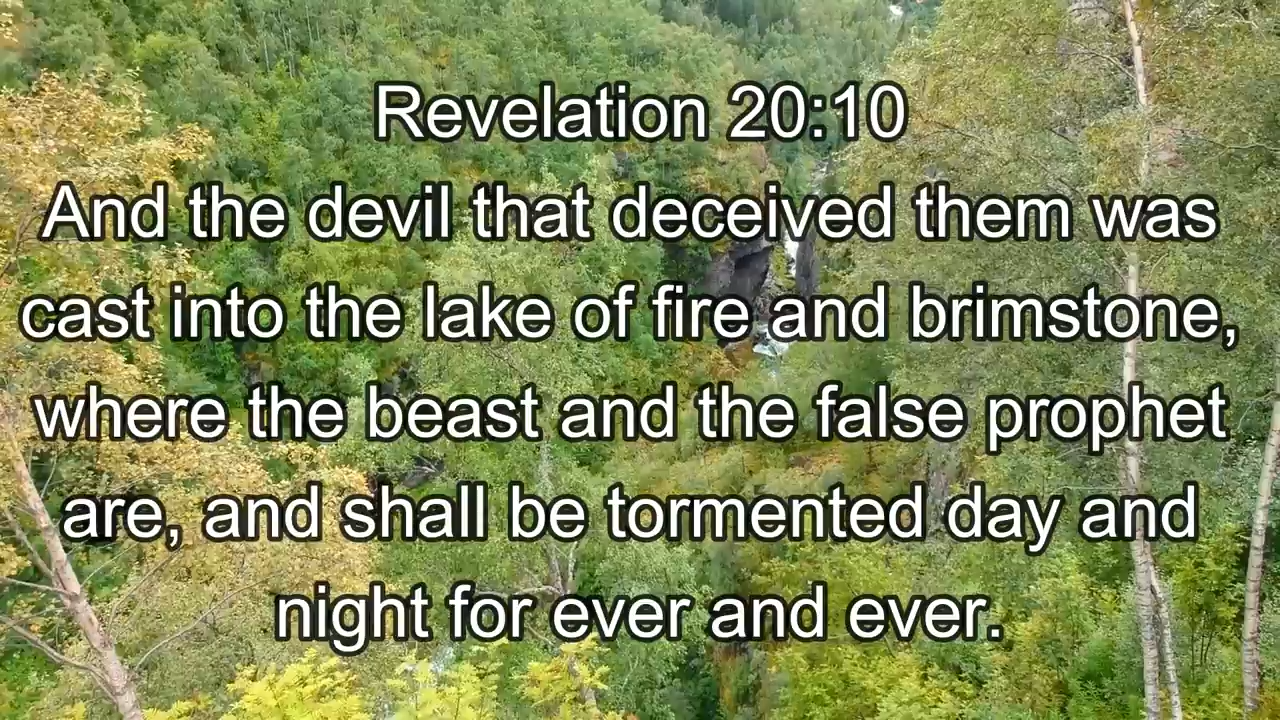 Revelation 20:10
And the devil that deceived them was
cast into the lake of fire and brimstone,
where the beast and the false prophet
are, and shall be tormented day and
night for ever and ever.